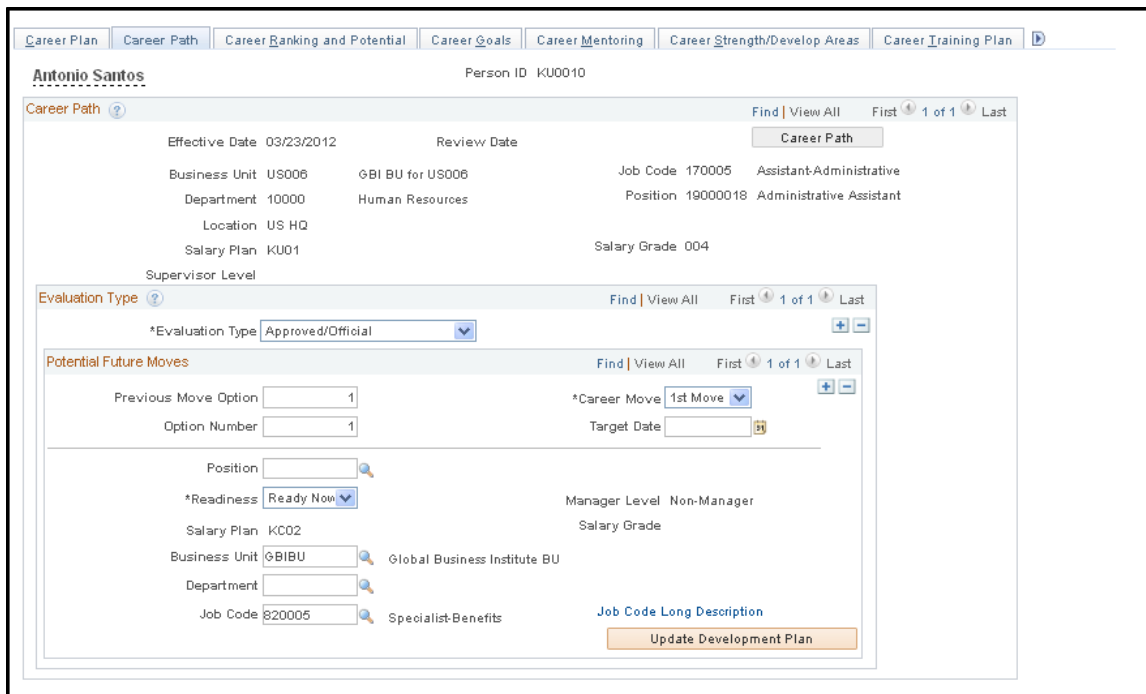 Career Plan Career Path Career Ranking and Potential Career Goals Career Mentoring Career Strength/Develop Areas Career Training Plan
Antonio Santos Person ID KU0010
Career Path Find | View All First 1 of 1 Last
Effective Date 03/23/2012 Review Date Career Path
Business Unit US006 GBI BU for US006 Job Code 170005 Assistant-Administrative
Department 10000 Human Resources Position 19000018 Administrative Assistant
Location US HQ
Salary Plan KU01 Salary Grade 004
Supervisor Level
Evaluation Type Find | View All First 1 of 1 Last
*Evaluation Type Approved/Official
Potential Future Moves Find | View All First 1 of 1 Last
Previous Move Option 1 *Career Move 1st Move
Option Number 1 Target Date
Position
*Readiness Ready Now Manager Level Non-Manager
Salary Plan KC02 Salary Grade
Business Unit GBIBU Global Business Institute BU
Department
Job Code 820005 Specialist-Benefits Job Code Long Description
Update Development Plan